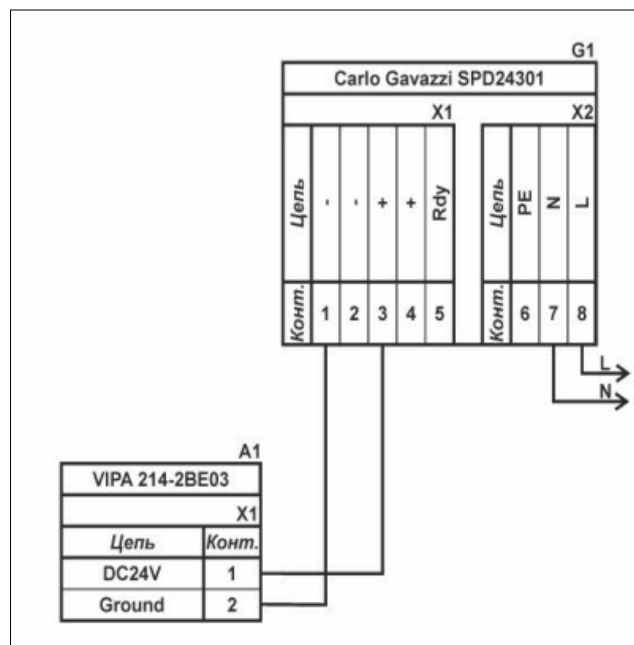 G1
Carlo Gavazzi SPD24301
X1 X2
Цепь - - + + Rdy Цепь PE N L
Конт. 1 2 3 4 5 Конт. 6 7 8
L
N
A1
VIPA 214-2BE03
X1
Цепь Конт.
DC24V 1
Ground 2